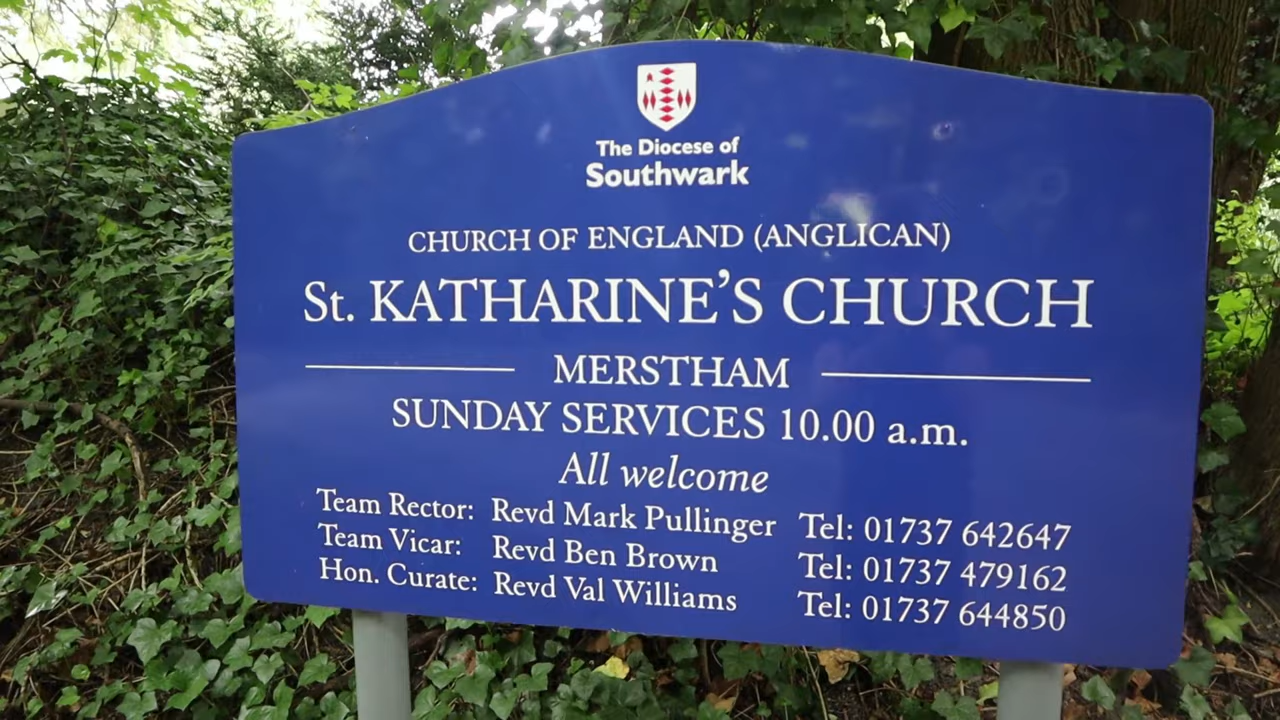 The Diocese of
Southwark
CHURCH OF ENGLAND (ANGLICAN)
St. KATHARINE'S CHURCH
MERSTHAM
SUNDAY SERVICES 10.00 a.m.
All welcome
Team Rector: Revd Mark Pullinger Tel: 01737 642647
Team Vicar: Revd Ben Brown Tel: 01737 479162
Hon. Curate: Revd Val Williams Tel: 01737 644850